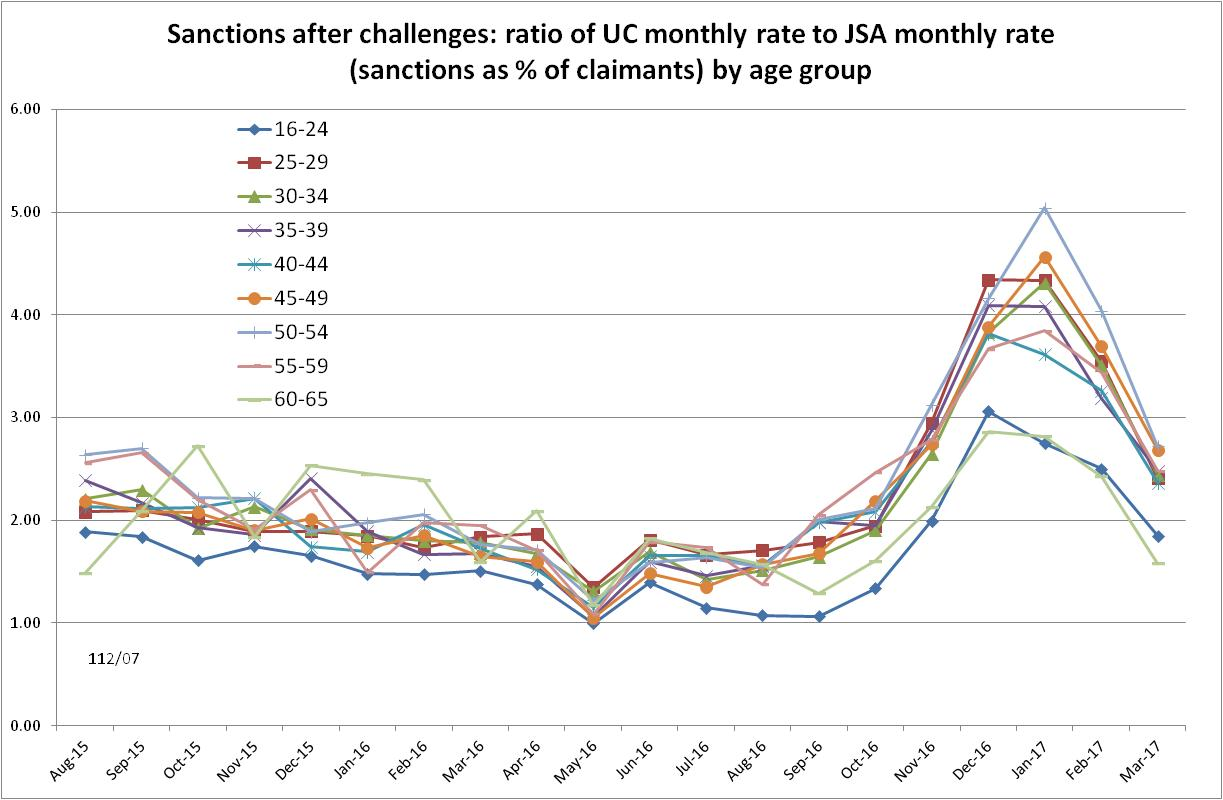 Sanctions after challenges: ratio of UC monthly rate to JSA monthly rate
(sanctions as % of claimants) by age group
6.00
5.00
4.00
3.00
2.00
1.00
0.00
16-24
25-29
30-34
35-39
40-44
45-49
50-54
55-59
60-65
112/07
Aug-15
Sep-15
Oct-15
Nov-15
Dec-15
Jan-16
Feb-16
Mar-16
Apr-16
May-16
Jun-16
Jul-16
Aug-16
Sep-16
Oct-16
Nov-16
Dec-16
Jan-17
Feb-17
Mar-17